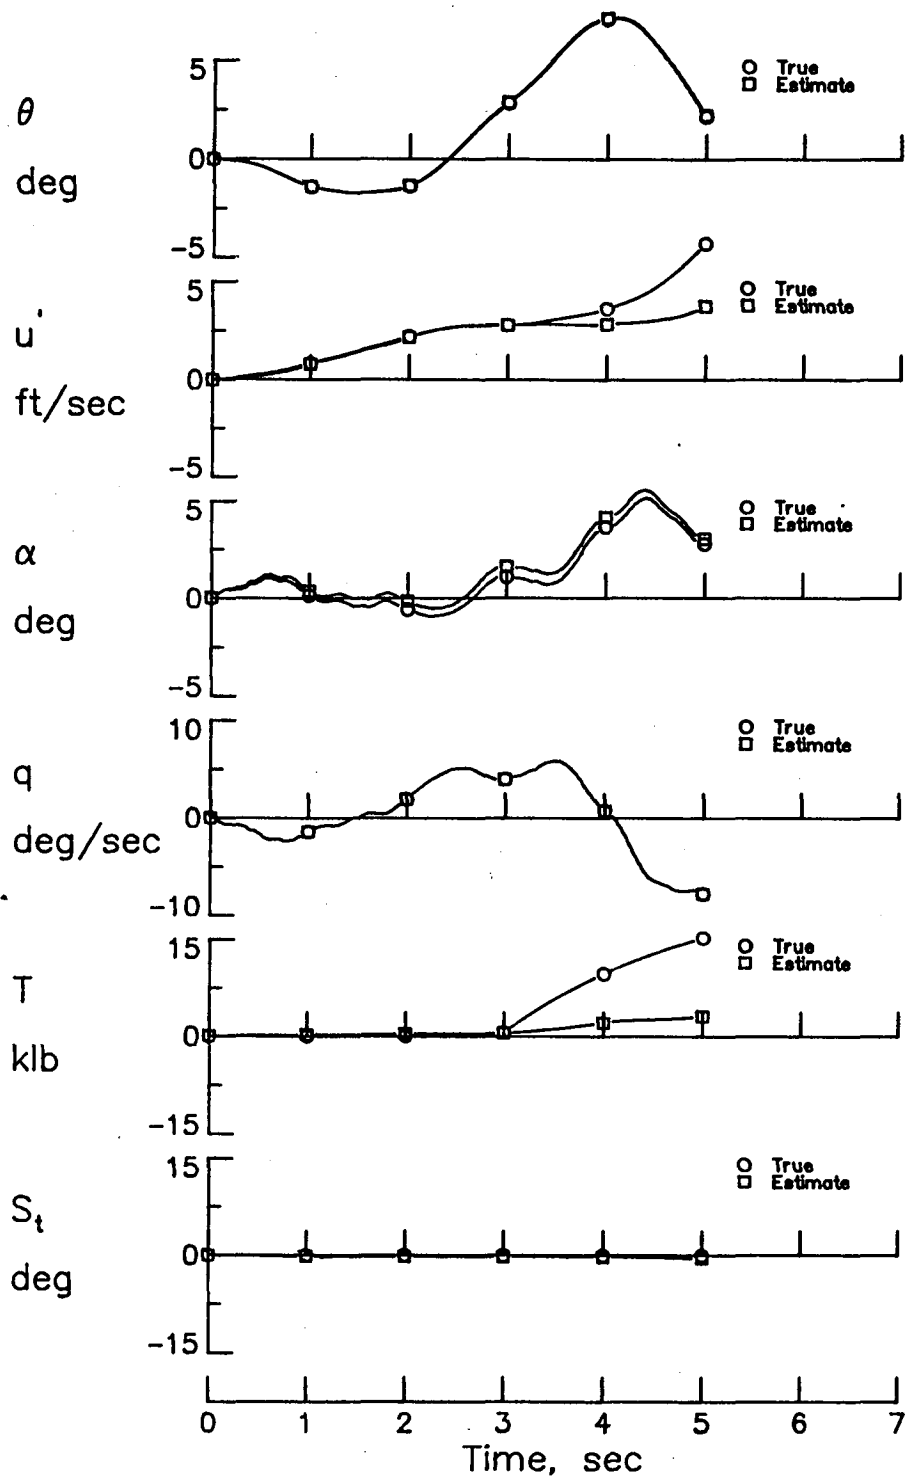 5
θ
deg
0
-5
True
Estimate
5
u'
ft/sec
0
-5
True
Estimate
5
α
deg
0
-5
True
Estimate
10
q
deg/sec
0
-10
True
Estimate
15
T
klb
0
-15
True
Estimate
15
St
deg
0
-15
True
Estimate
0 1 2 3 4 5 6 7
Time, sec